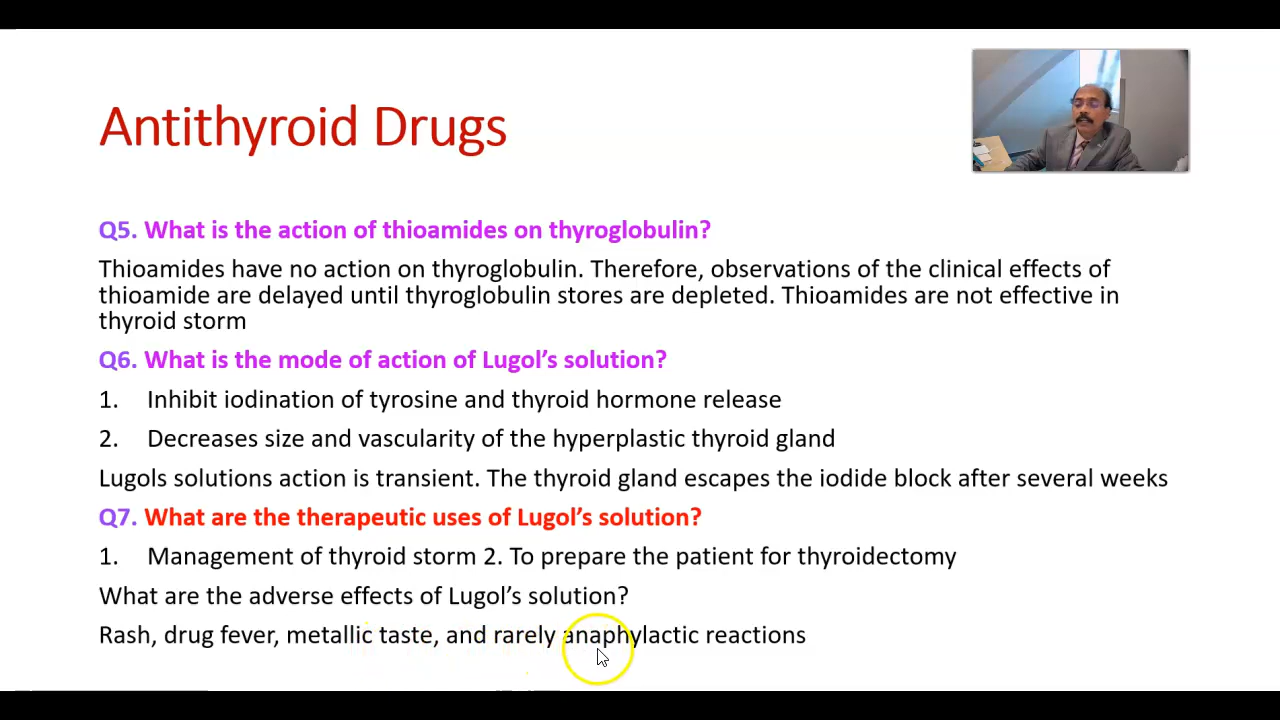 Antithyroid Drugs
Q5. What is the action of thioamides on thyroglobulin?
Thioamides have no action on thyroglobulin. Therefore, observations of the clinical effects of
thioamide are delayed until thyroglobulin stores are depleted. Thioamides are not effective in
thyroid storm
Q6. What is the mode of action of Lugol’s solution?
1. Inhibit iodination of tyrosine and thyroid hormone release
2. Decreases size and vascularity of the hyperplastic thyroid gland
Lugols solutions action is transient. The thyroid gland escapes the iodide block after several weeks
Q7. What are the therapeutic uses of Lugol’s solution?
1. Management of thyroid storm 2. To prepare the patient for thyroidectomy
What are the adverse effects of Lugol’s solution?
Rash, drug fever, metallic taste, and rarely anaphylactic reactions